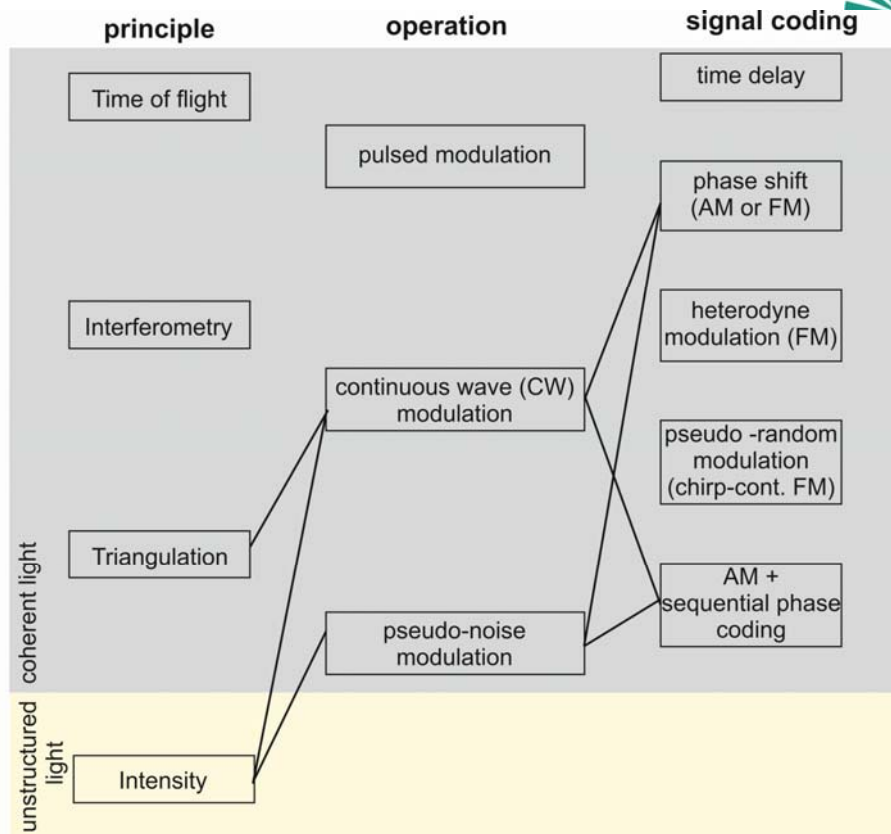 principle
operation
signal coding
Time of flight
time delay
pulsed modulation
phase shift
(AM or FM)
Interferometry
heterodyne
modulation (FM)
continuous wave (CW)
modulation
pseudo -random
modulation
(chirp-cont. FM)
Triangulation
AM +
sequential phase
coding
pseudo-noise
modulation
coherent light
Intensity
unstructured
light